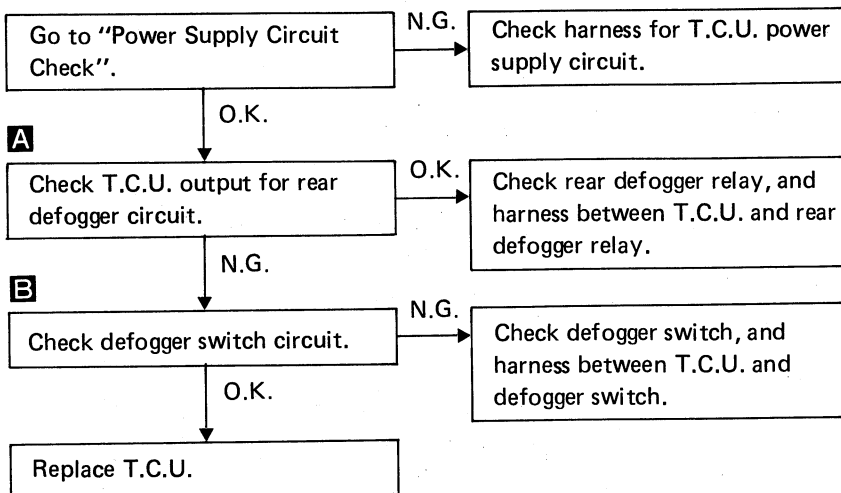 Go to "Power Supply Circuit
Check".
N.G.
Check harness for T.C.U. power
supply circuit.
O.K.
A
Check T.C.U. output for rear
defogger circuit.
O.K.
Check rear defogger relay, and
harness between T.C.U. and rear
defogger relay.
N.G.
B
Check defogger switch circuit.
N.G.
Check defogger switch, and
harness between T.C.U. and
defogger switch.
O.K.
Replace T.C.U.